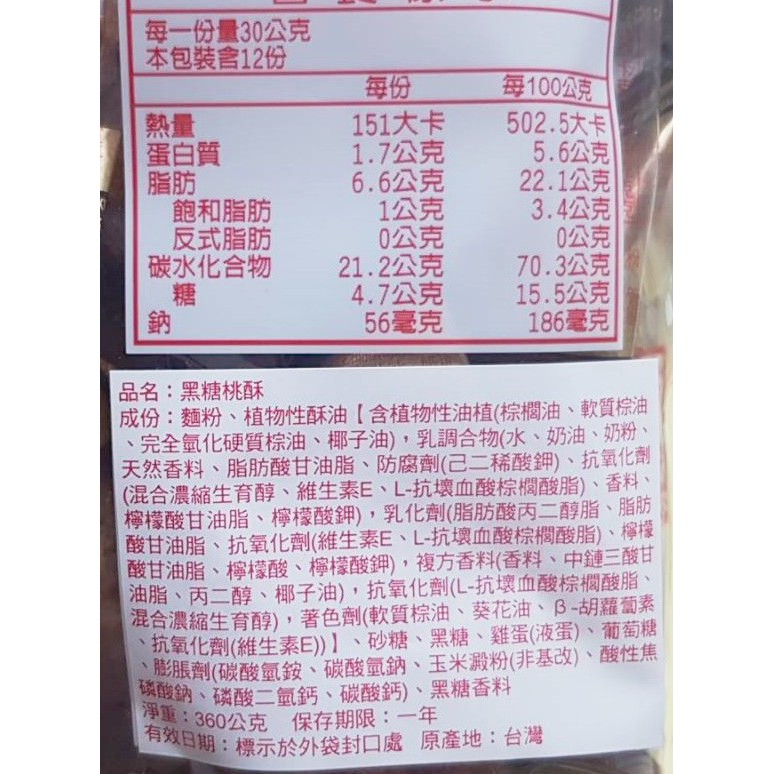 每一份量30公克
本包裝含12份
每份 每100公克
熱量 151大卡 502.5大卡
蛋白質 1.7公克 5.6公克
脂肪 6.6公克 22.1公克
飽和脂肪 1公克 3.4公克
反式脂肪 0公克 0公克
碳水化合物 21.2公克 70.3公克
糖 4.7公克 15.5公克
鈉 56毫克 186毫克
品名：黑糖桃酥
成份：麵粉、植物性酥油【含植物性油植(棕櫚油、軟質棕油
、完全氫化硬質棕油、椰子油)，乳調合物(水、奶油、奶粉、
天然香料、脂肪酸甘油脂、防腐劑(己二稀酸鉀)、抗氧化劑
(混合濃縮生育醇、維生素E、L-抗壞血酸棕櫚酸脂)、香料、
檸檬酸甘油脂、檸檬酸鉀)，乳化劑(脂肪酸丙二醇脂、脂肪
酸甘油脂、抗氧化劑(維生素E、L-抗壞血酸棕櫚酸脂)、檸檬
酸甘油脂、檸檬酸、檸檬酸鉀)，複方香料(香料、中鏈三酸甘
油脂、丙二醇、椰子油)，抗氧化劑(L-抗壞血酸棕櫚酸脂、
混合濃縮生育醇)，著色劑(軟質棕油、葵花油、β-胡蘿蔔素
、抗氧化劑(維生素E))】、砂糖、黑糖、雞蛋(液蛋)、葡萄糖
、膨脹劑(碳酸氫銨、碳酸氫鈉、玉米澱粉(非基改)、酸性焦
磷酸鈉、磷酸二氫鈣、碳酸鈣)、黑糖香料
淨重：360公克 保存期限：一年
有效日期：標示於外袋封口處 原產地：台灣